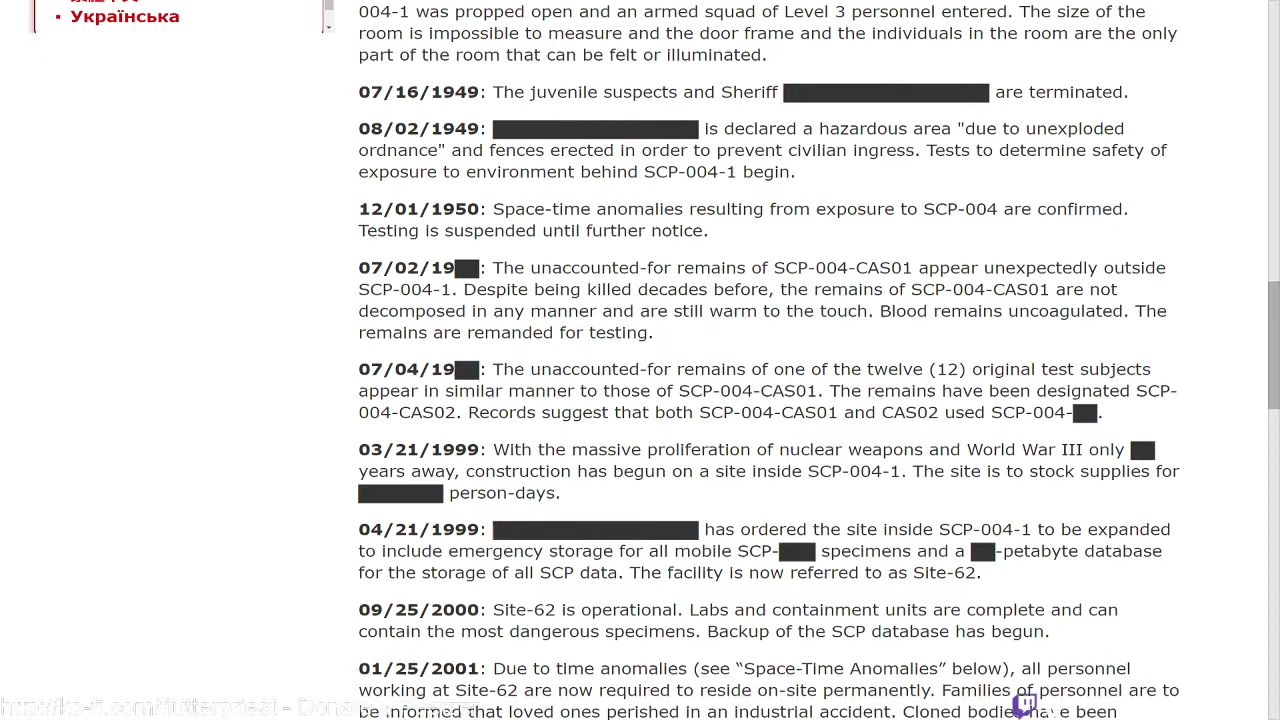 Українська
004-1 was propped open and an armed squad of Level 3 personnel entered. The size of the
room is impossible to measure and the door frame and the individuals in the room are the only
part of the room that can be felt or illuminated.
07/16/1949: The juvenile suspects and Sheriff are terminated.
08/02/1949: is declared a hazardous area "due to unexploded
ordnance" and fences erected in order to prevent civilian ingress. Tests to determine safety of
exposure to environment behind SCP-004-1 begin.
12/01/1950: Space-time anomalies resulting from exposure to SCP-004 are confirmed.
Testing is suspended until further notice.
07/02/19██: The unaccounted-for remains of SCP-004-CAS01 appear unexpectedly outside
SCP-004-1. Despite being killed decades before, the remains of SCP-004-CAS01 are not
decomposed in any manner and are still warm to the touch. Blood remains uncoagulated. The
remains are remanded for testing.
07/04/19██: The unaccounted-for remains of one of the twelve (12) original test subjects
appear in similar manner to those of SCP-004-CAS01. The remains have been designated SCP-
004-CAS02. Records suggest that both SCP-004-CAS01 and CAS02 used SCP-004-██.
03/21/1999: With the massive proliferation of nuclear weapons and World War III only ██
years away, construction has begun on a site inside SCP-004-1. The site is to stock supplies for
person-days.
04/21/1999: has ordered the site inside SCP-004-1 to be expanded
to include emergency storage for all mobile SCP-███ specimens and a ██-petabyte database
for the storage of all SCP data. The facility is now referred to as Site-62.
09/25/2000: Site-62 is operational. Labs and containment units are complete and can
contain the most dangerous specimens. Backup of the SCP database has begun.
01/25/2001: Due to time anomalies (see “Space-Time Anomalies” below), all personnel
working at Site-62 are now required to reside on-site permanently. Families of personnel are to
be informed that loved ones perished in an industrial accident. Cloned bodies have been
http://ko-fi.com/flutterpriest -